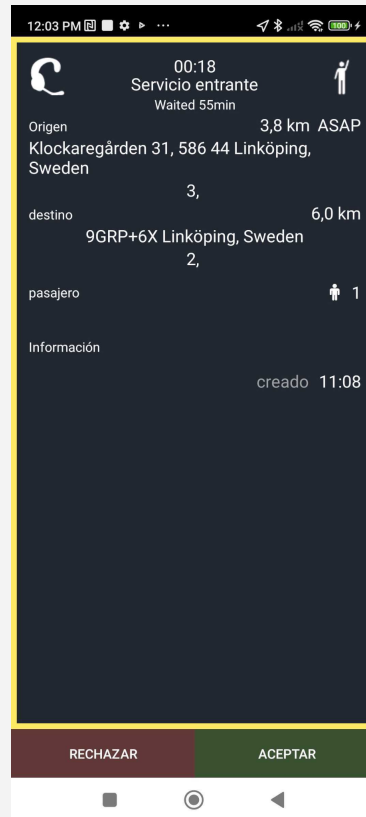 12:03 PM
100
00:18
Servicio entrante
Waited 55min
Origen 3,8 km ASAP
Klockaregården 31, 586 44 Linköping,
Sweden
3,
destino 6,0 km
9GRP+6X Linköping, Sweden
2,
pasajero 1
Información
creado 11:08
RECHAZAR ACEPTAR